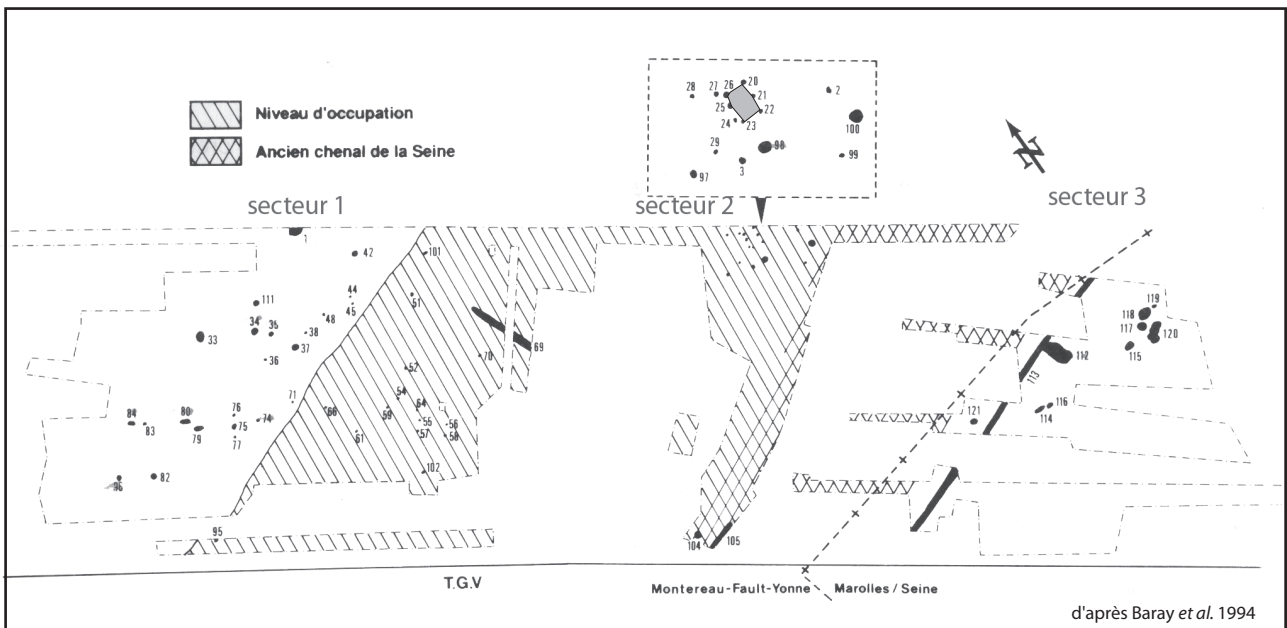 Niveau d'occupation
Ancien chenal de la Seine
28 27 26 20 21 22 25 24 23 2 100 29 98 3 99 97
N
secteur 1
secteur 2
secteur 3
1
42
101
44 45 51
111
34 35 38 48
33
37
36
52
69
70
71
54
64
66
59
55
56
57
58
61
84 83 80 79 76 75 77 74
96 82
102
95
104 105
119
118
117
120
115
112
113
116
114
121
T.G.V
Montereau-Fault-Yonne
Marolles / Seine
d'après Baray et al. 1994